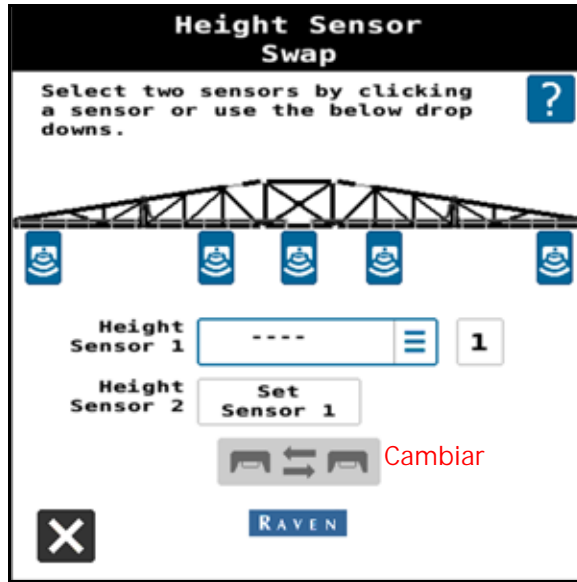 Height Sensor
Swap
Select two sensors by clicking
a sensor or use the below drop
downs.
?
Height
Sensor 1
----
1
Height
Sensor 2
Set
Sensor 1
Cambiar
RAVEN